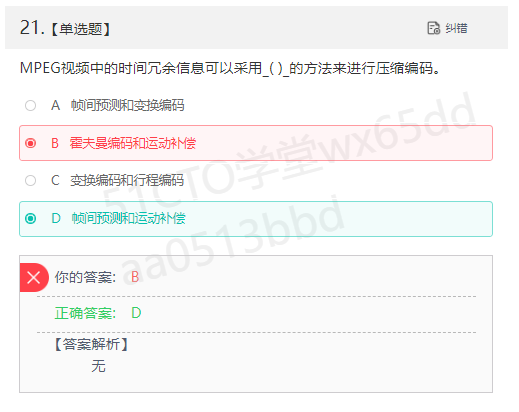 21.【单选题】
纠错
MPEG视频中的时间冗余信息可以采用_( )_的方法来进行压缩编码。
A 帧间预测和变换编码
B 霍夫曼编码和运动补偿
C 变换编码和行程编码
D 帧间预测和运动补偿
51CTO学堂wx65dd
aa0513bbd
你的答案: B
正确答案: D
【答案解析】
无